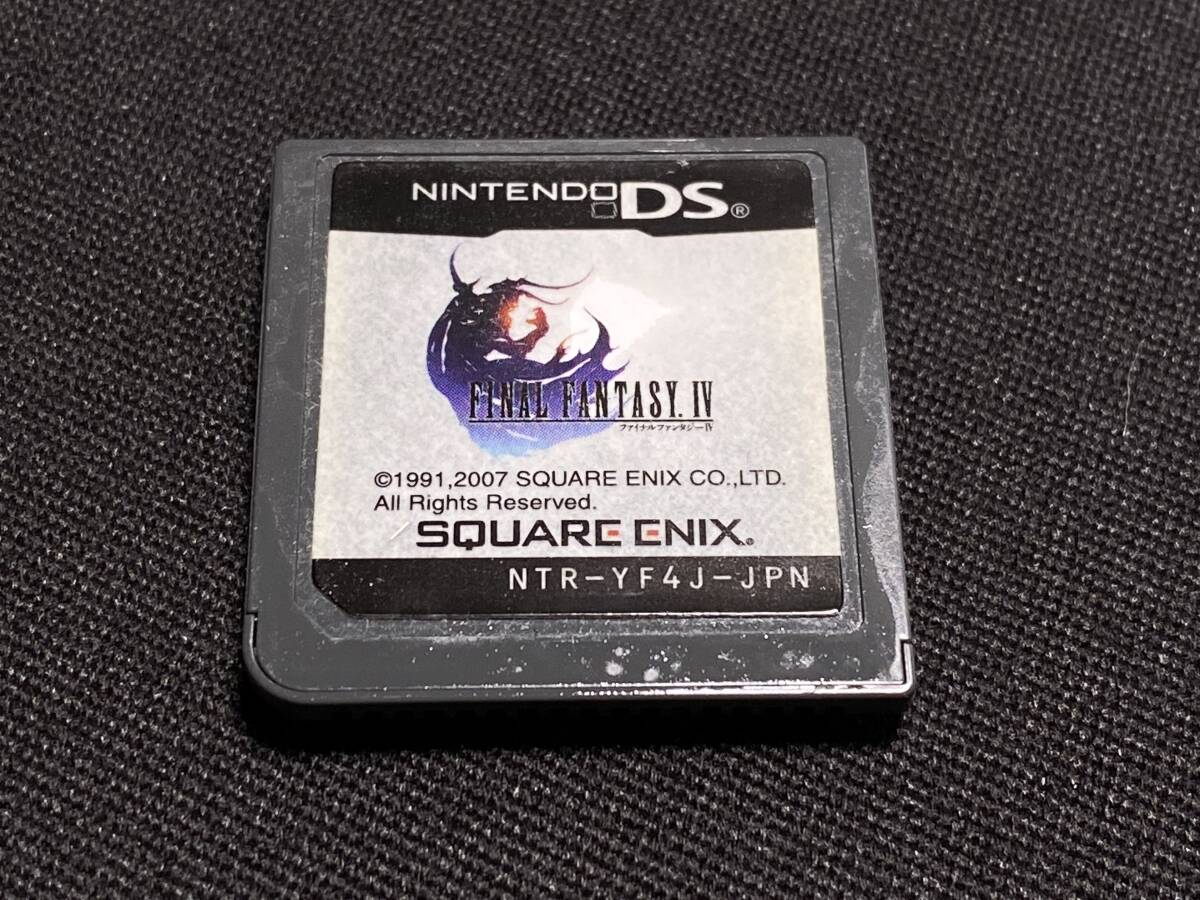 NINTENDO DS®
FINAL FANTASY. IV
ファイナルファンタジーIV
©1991,2007 SQUARE ENIX CO.,LTD.
All Rights Reserved.
SQUARE ENIX.
NTR-YF4J-JPN